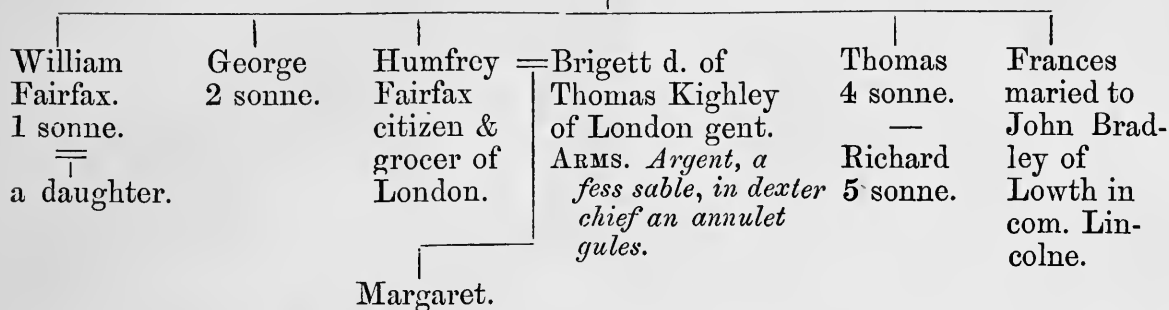 William
Fairfax.
1 sonne.
a daughter.
George
2 sonne.
Humfrey
Fairfax
citizen &
grocer of
London.
Brigett d. of
Thomas Kighley
of London gent.
ARMS. Argent, a
fess sable, in dexter
chief an annulet
gules.
Margaret.
Thomas
4 sonne.
—
Richard
5 sonne.
Frances
maried to
John Brad-
ley of
Lowth in
com. Lin-
colne.